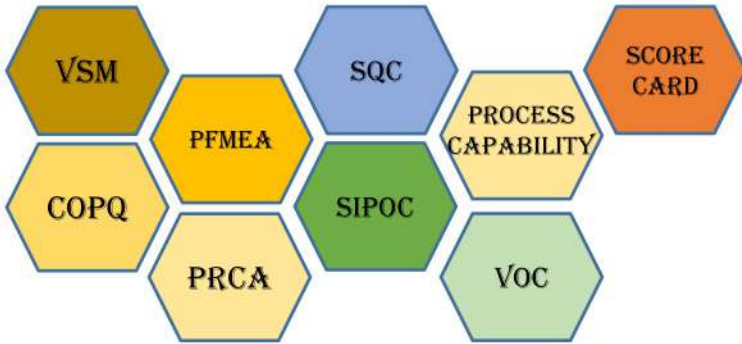 VSM
SQC
SCORE
CARD
PFMEA
PROCESS
CAPABILITY
COPQ
SIPOC
PRCA
VOC